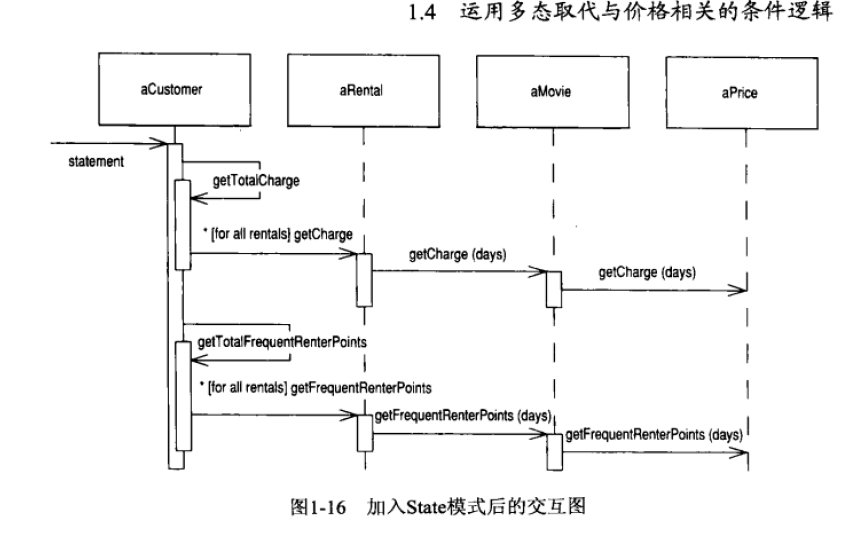 1.4 运用多态取代与价格相关的条件逻辑
aCustomer aRental aMovie aPrice
statement
getTotalCharge
* [for all rentals] getCharge
getCharge (days)
getCharge (days)
getTotalFrequentRenterPoints
* [for all rentals] getFrequentRenterPoints
getFrequentRenterPoints (days)
getFrequentRenterPoints (days)
图1-16 加入State模式后的交互图